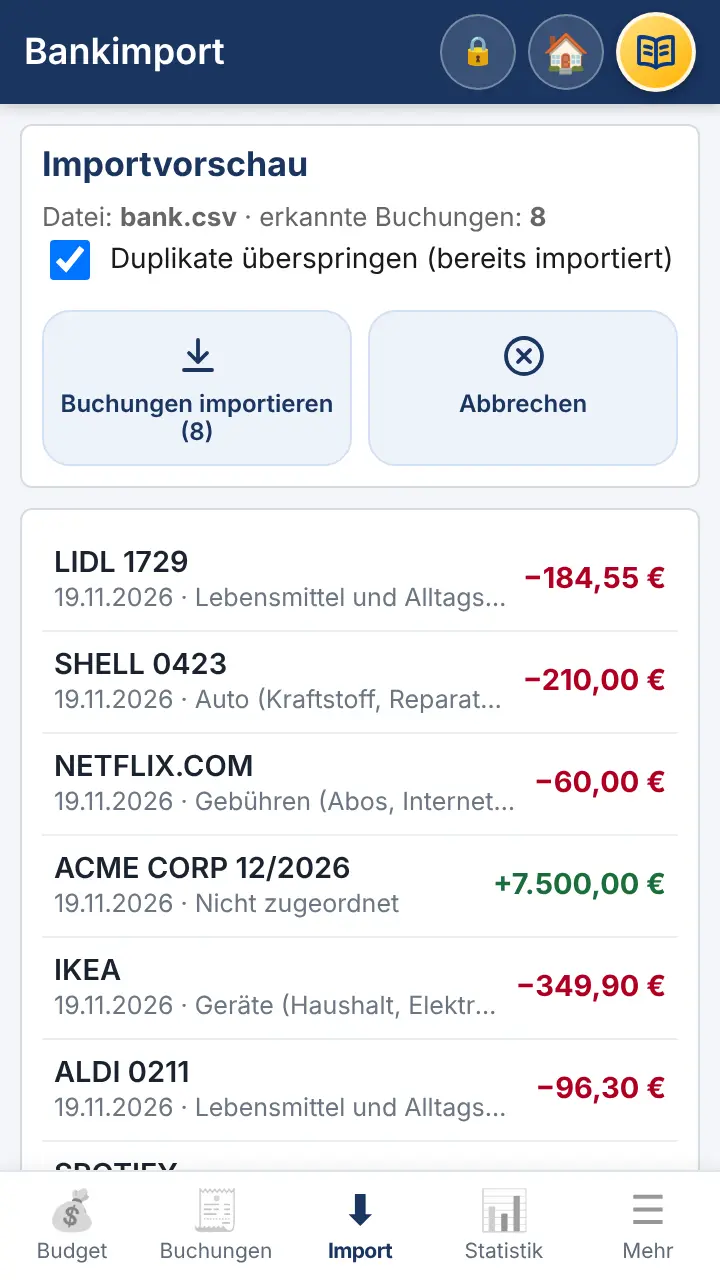 Bankimport
Importvorschau
Datei: bank.csv · erkannte Buchungen: 8
Duplikate überspringen (bereits importiert)
Buchungen importieren
(8)
Abbrechen
LIDL 1729
19.11.2026 · Lebensmittel und Alltags…
−184,55 €
SHELL 0423
19.11.2026 · Auto (Kraftstoff, Reparat…
−210,00 €
NETFLIX.COM
19.11.2026 · Gebühren (Abos, Internet…
−60,00 €
ACME CORP 12/2026
19.11.2026 · Nicht zugeordnet
+7.500,00 €
IKEA
19.11.2026 · Geräte (Haushalt, Elektr…
−349,90 €
ALDI 0211
19.11.2026 · Lebensmittel und Alltags…
−96,30 €
SPOTIFY
Budget
Buchungen
Import
Statistik
Mehr